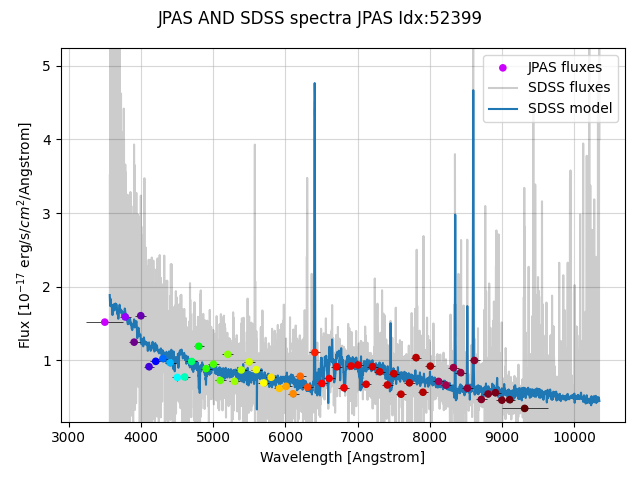 JPAS AND SDSS spectra JPAS Idx:52399
JPAS fluxes
SDSS fluxes
SDSS model
5
4
3
2
1
Flux [10⁻¹⁷ erg/s/cm²/Angstrom]
3000 4000 5000 6000 7000 8000 9000 10000
Wavelength [Angstrom]